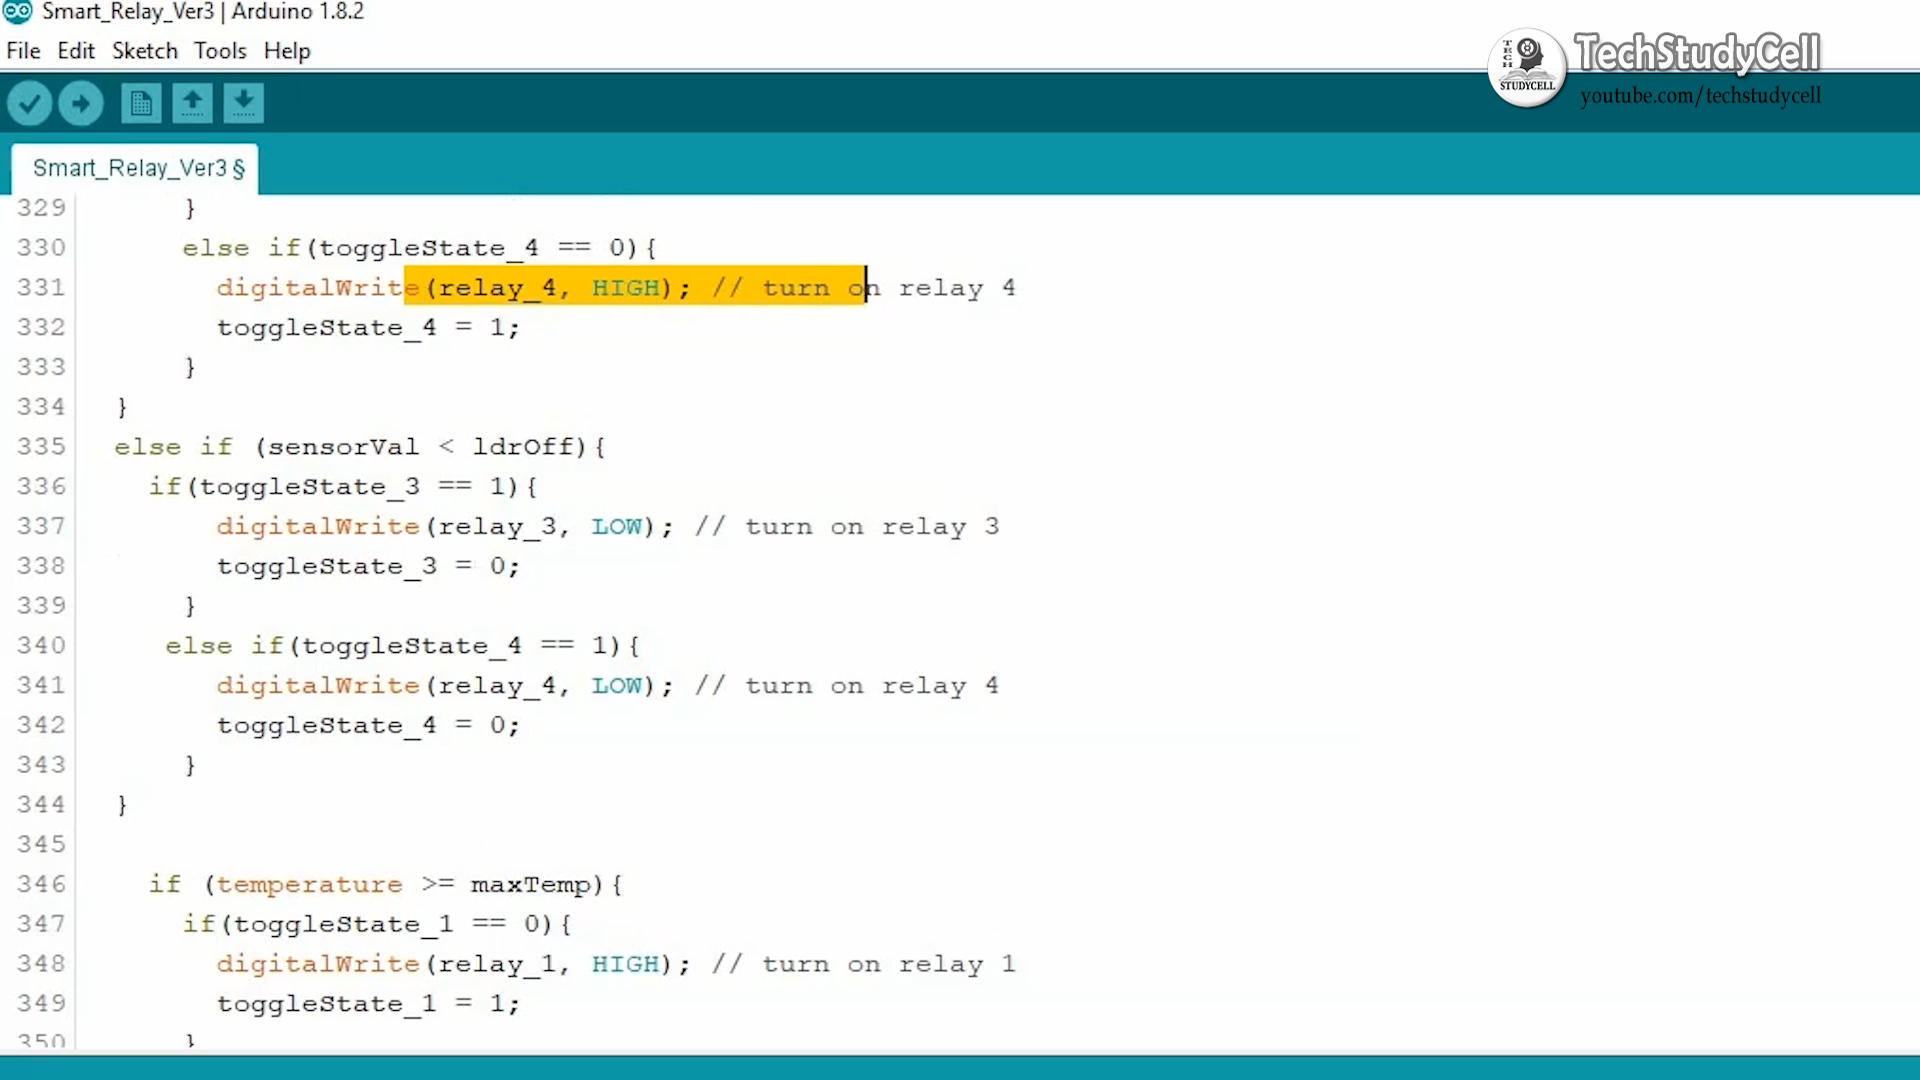 Smart_Relay_Ver3 | Arduino 1.8.2
File Edit Sketch Tools Help
TECH
STUDYCELL
TechStudyCell
youtube.com/techstudycell
Smart_Relay_Ver3 §
329 }
330 else if(toggleState_4 == 0){
331 digitalWrite(relay_4, HIGH); // turn on relay 4
332 toggleState_4 = 1;
333 }
334 }
335 else if (sensorVal < ldrOff){
336 if(toggleState_3 == 1){
337 digitalWrite(relay_3, LOW); // turn on relay 3
338 toggleState_3 = 0;
339 }
340 else if(toggleState_4 == 1){
341 digitalWrite(relay_4, LOW); // turn on relay 4
342 toggleState_4 = 0;
343 }
344 }
345
346 if (temperature >= maxTemp){
347 if(toggleState_1 == 0){
348 digitalWrite(relay_1, HIGH); // turn on relay 1
349 toggleState_1 = 1;
350 }